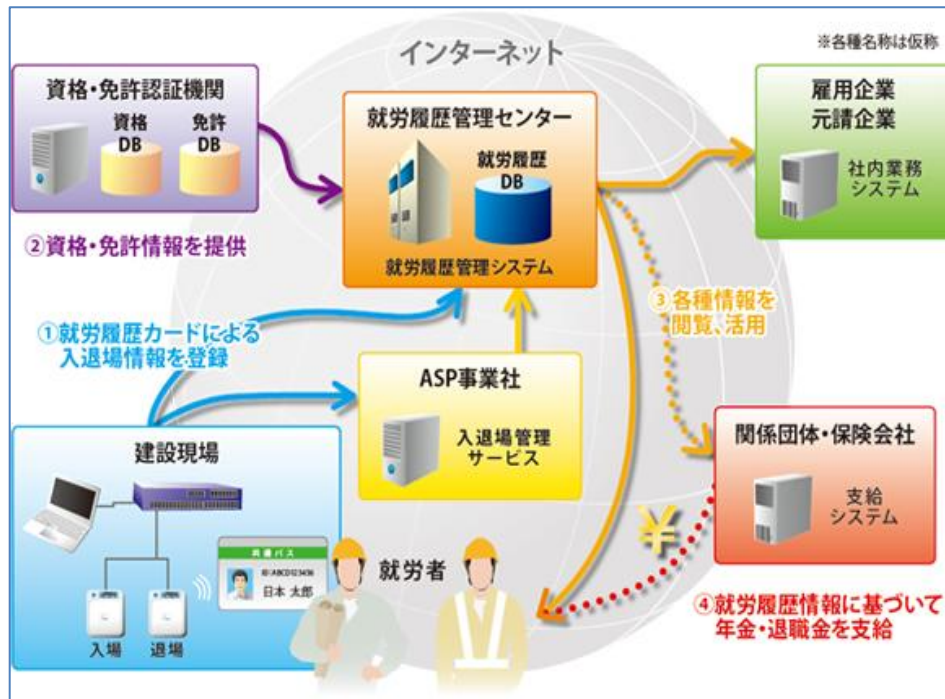 インターネット
※各種名称は仮称
資格・免許認証機関
資格
DB
免許
DB
就労履歴管理センター
就労履歴
DB
就労履歴管理システム
雇用企業
元請企業
社内業務
システム
②資格・免許情報を提供
①就労履歴カードによる
入退場情報を登録
③各種情報を
閲覧、活用
ASP事業社
入退場管理
サービス
建設現場
共通パス
ID:ABCD123456
日本 太郎
入場
退場
就労者
関係団体・保険会社
支給
システム
¥
④就労履歴情報に基づいて
年金・退職金を支給